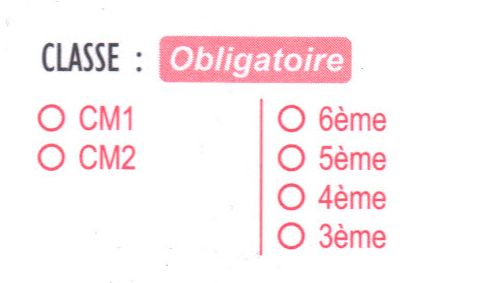 CLASSE : Obligatoire
CM1
CM2
6ème
5ème
4ème
3ème